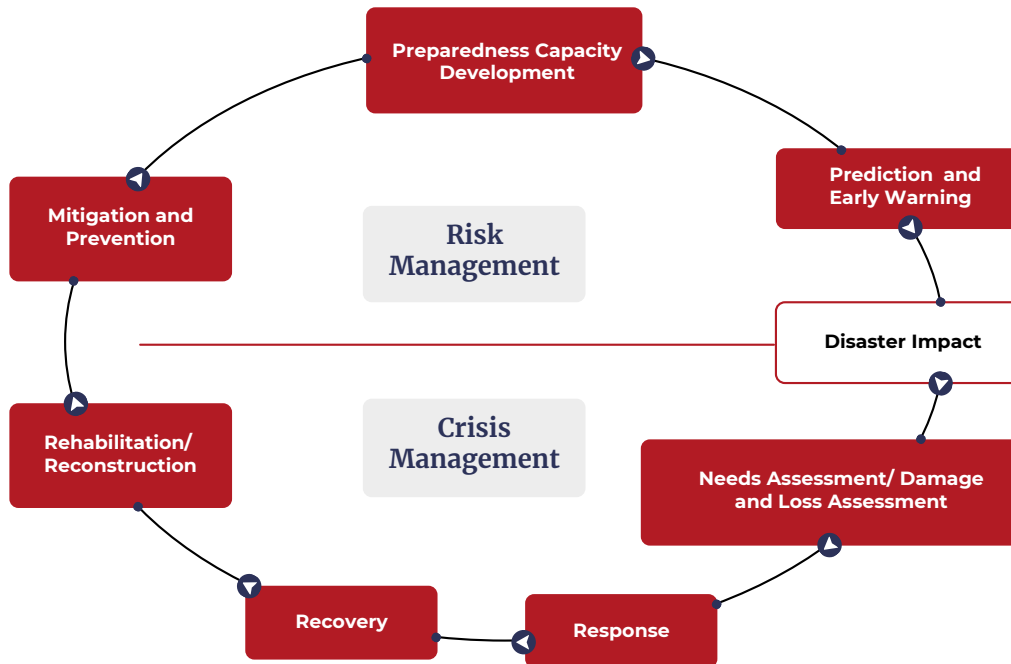 Preparedness Capacity
Development
Prediction and
Early Warning
Mitigation and
Prevention
Risk
Management
Disaster Impact
Crisis
Management
Rehabilitation/
Reconstruction
Needs Assessment/ Damage
and Loss Assessment
Recovery
Response